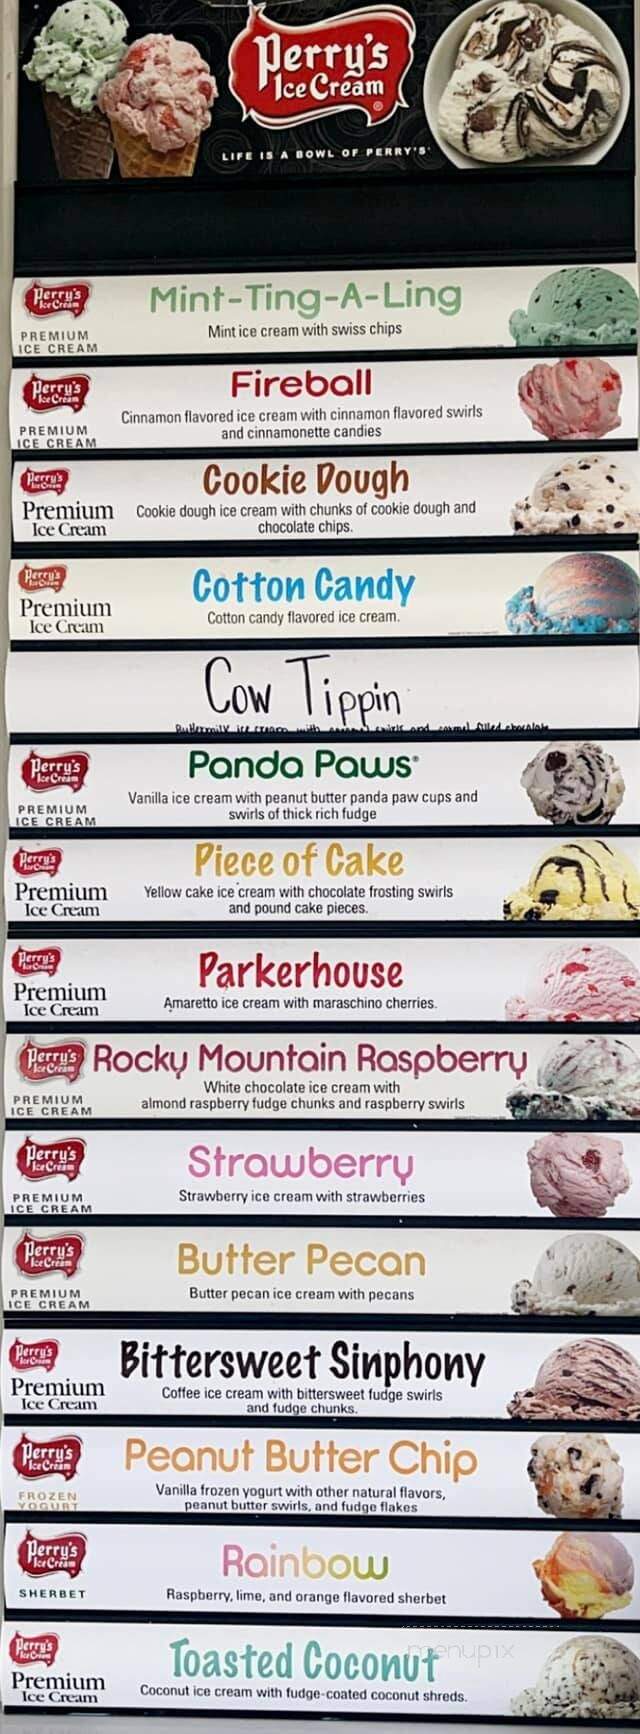 Perry's
Ice Cream
®
LIFE IS A BOWL OF PERRY'S®
Perry's
Ice Cream
PREMIUM
ICE CREAM
Mint-Ting-A-Ling
Mint ice cream with swiss chips
Perry's
Ice Cream
PREMIUM
ICE CREAM
Fireball
Cinnamon flavored ice cream with cinnamon flavored swirls
and cinnamonette candies
Perry's
Ice Cream
Premium
Ice Cream
Cookie Dough
Cookie dough ice cream with chunks of cookie dough and
chocolate chips.
Perry's
Ice Cream
Premium
Ice Cream
Cotton Candy
Cotton candy flavored ice cream.
Cow Tippin
Buttermilk ice cream with caramel swirls and carmel filled chocolate
Perry's
Ice Cream
PREMIUM
ICE CREAM
Panda Paws®
Vanilla ice cream with peanut butter panda paw cups and
swirls of thick rich fudge
Perry's
Ice Cream
Premium
Ice Cream
Piece of Cake
Yellow cake ice cream with chocolate frosting swirls
and pound cake pieces.
Perry's
Ice Cream
Premium
Ice Cream
Parkerhouse
Amaretto ice cream with maraschino cherries.
Perry's
Ice Cream
PREMIUM
ICE CREAM
Rocky Mountain Raspberry
White chocolate ice cream with
almond raspberry fudge chunks and raspberry swirls
Perry's
Ice Cream
PREMIUM
ICE CREAM
Strawberry
Strawberry ice cream with strawberries
Perry's
Ice Cream
PREMIUM
ICE CREAM
Butter Pecan
Butter pecan ice cream with pecans
Perry's
Ice Cream
Premium
Ice Cream
Bittersweet Sinphony
Coffee ice cream with bittersweet fudge swirls
and fudge chunks.
Perry's
Ice Cream
FROZEN
YOGURT
Peanut Butter Chip
Vanilla frozen yogurt with other natural flavors,
peanut butter swirls, and fudge flakes
Perry's
Ice Cream
SHERBET
Rainbow
Raspberry, lime, and orange flavored sherbet
menupix
Perry's
Ice Cream
Premium
Ice Cream
Toasted Coconut
Coconut ice cream with fudge-coated coconut shreds.